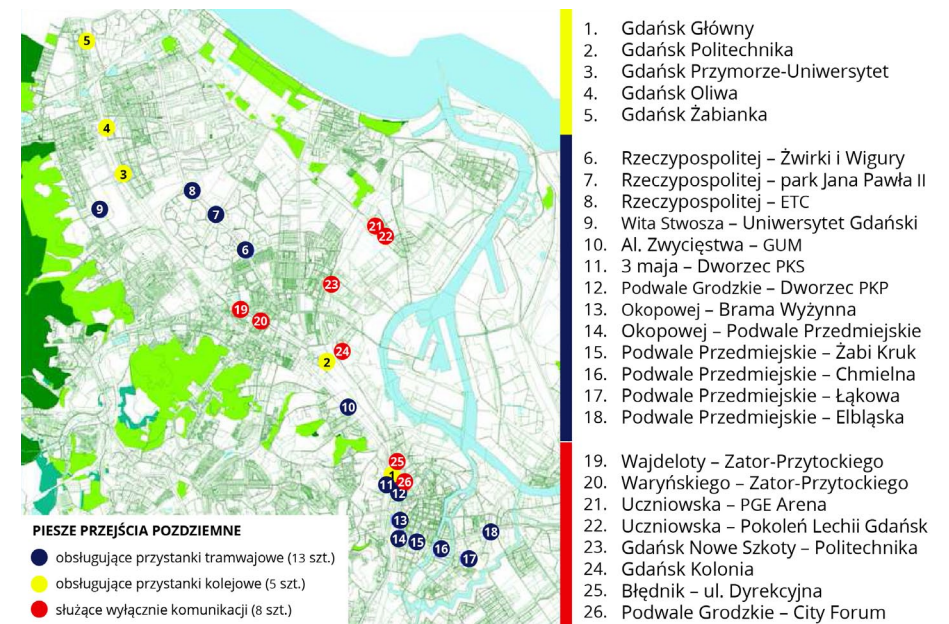 5
4
3
8
9
7
6
21
22
23
19
20
24
2
10
25
1
11
26
12
13
14
15
16
18
17
PIESZE PRZEJŚCIA POZDZIEMNE
obsługujące przystanki tramwajowe (13 szt.)
obsługujące przystanki kolejowe (5 szt.)
służące wyłącznie komunikacji (8 szt.)
1. Gdańsk Główny
2. Gdańsk Politechnika
3. Gdańsk Przymorze-Uniwersytet
4. Gdańsk Oliwa
5. Gdańsk Żabianka
6. Rzeczypospolitej – Żwirki i Wigury
7. Rzeczypospolitej – park Jana Pawła II
8. Rzeczypospolitej – ETC
9. Wita Stwosza – Uniwersytet Gdański
10. Al. Zwycięstwa – GUM
11. 3 maja – Dworzec PKS
12. Podwale Grodzkie – Dworzec PKP
13. Okopowej – Brama Wyżynna
14. Okopowej – Podwale Przedmiejskie
15. Podwale Przedmiejskie – Żabi Kruk
16. Podwale Przedmiejskie – Chmielna
17. Podwale Przedmiejskie – Łąkowa
18. Podwale Przedmiejskie – Elbląska
19. Wajdeloty – Zator-Przytockiego
20. Waryńskiego – Zator-Przytockiego
21. Uczniowska – PGE Arena
22. Uczniowska – Pokoleń Lechii Gdańsk
23. Gdańsk Nowe Szkoty – Politechnika
24. Gdańsk Kolonia
25. Błędnik – ul. Dyrekcyjna
26. Podwale Grodzkie – City Forum